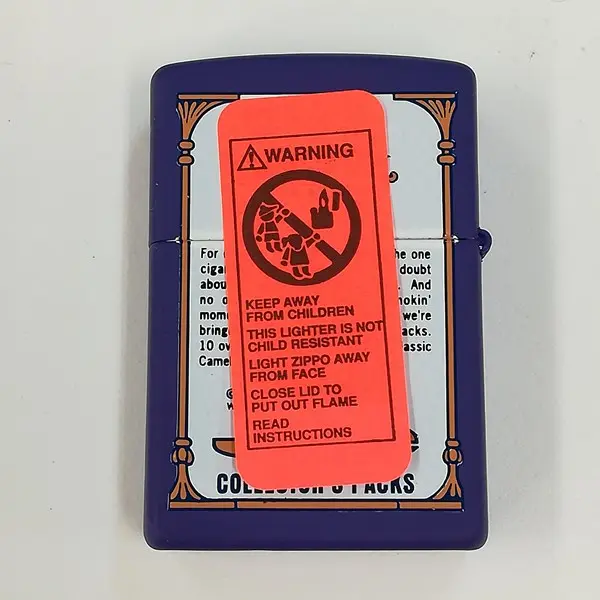 WARNING
KEEP AWAY
FROM CHILDREN
THIS LIGHTER IS NOT
CHILD RESISTANT
LIGHT ZIPPO AWAY
FROM FACE
CLOSE LID TO
PUT OUT FLAME
READ
INSTRUCTIONS
For he one
cigar doubt
abou And
no o mokin'
mome we're
bring acks.
10 ov assic
Camel
©
COLLECTOR'S PACKS